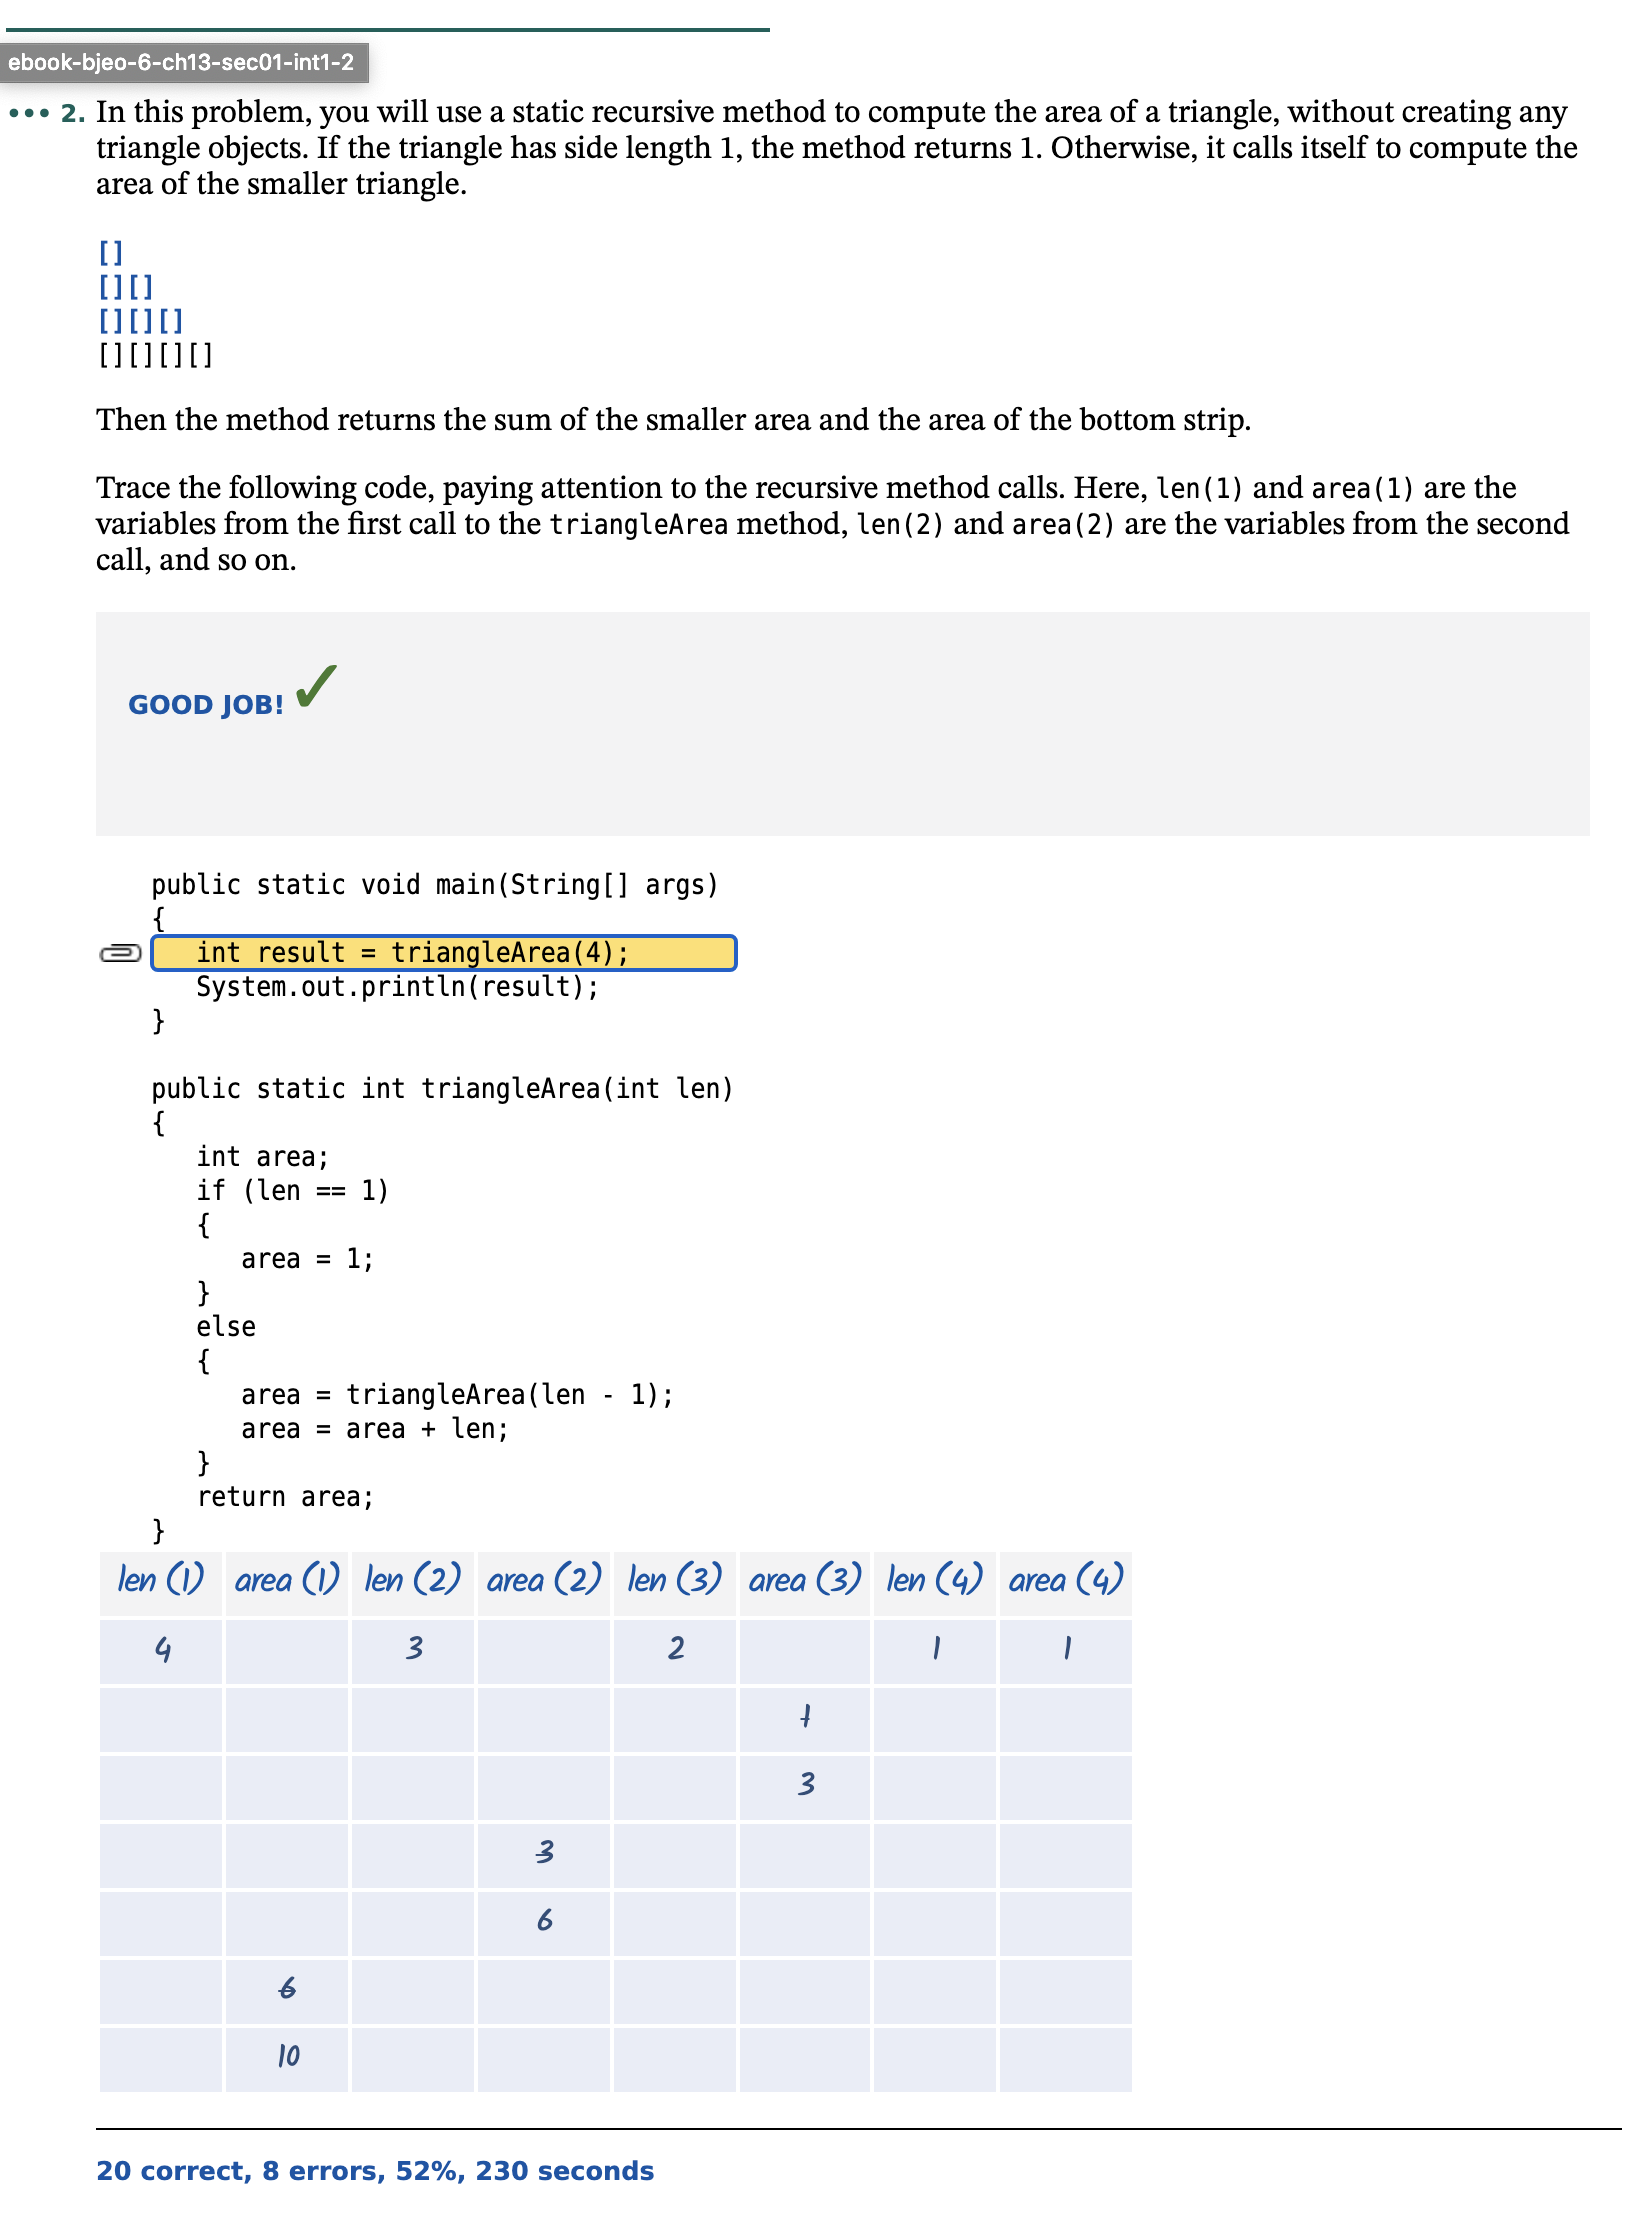 ebook-bjeo-6-ch13-sec01-int1-2
••• 2. In this problem, you will use a static recursive method to compute the area of a triangle, without creating any
triangle objects. If the triangle has side length 1, the method returns 1. Otherwise, it calls itself to compute the
area of the smaller triangle.
[]
[][]
[][][]
[][][][]
Then the method returns the sum of the smaller area and the area of the bottom strip.
Trace the following code, paying attention to the recursive method calls. Here, len(1) and area(1) are the
variables from the first call to the triangleArea method, len(2) and area(2) are the variables from the second
call, and so on.
GOOD JOB! ✓
public static void main(String[] args)
{
   int result = triangleArea(4);
   System.out.println(result);
}
public static int triangleArea(int len)
{
   int area;
   if (len == 1)
   {
      area = 1;
   }
   else
   {
      area = triangleArea(len - 1);
      area = area + len;
   }
   return area;
}
len (1) area (1) len (2) area (2) len (3) area (3) len (4) area (4)
4 3 2 1 1
1
3
3
6
6
10
20 correct, 8 errors, 52%, 230 seconds